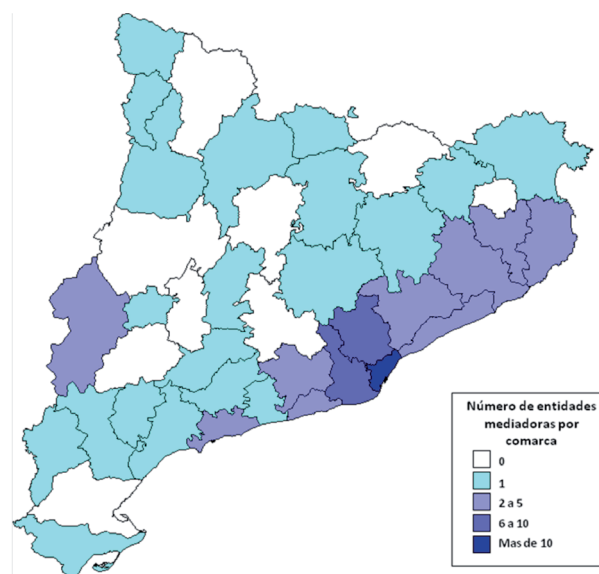 Número de entidades
mediadoras por
comarca
0
1
2 a 5
6 a 10
Mas de 10